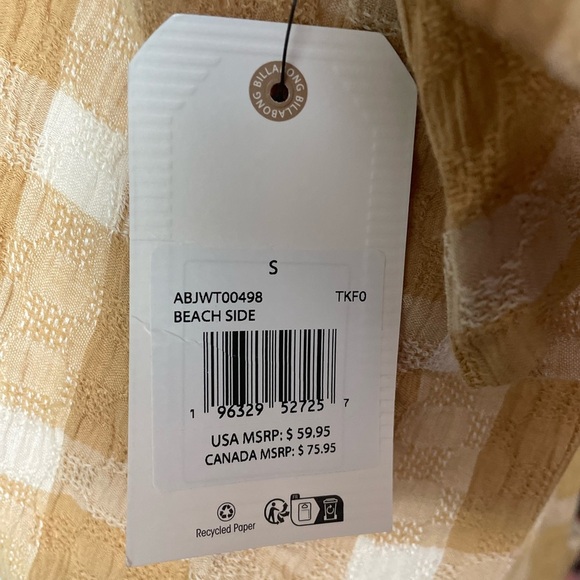 BILLABONG BILLABONG
S
ABJWT00498 TKF0
BEACH SIDE
1 96329 52725 7
USA MSRP: $ 59.95
CANADA MSRP: $ 75.95
Recycled Paper